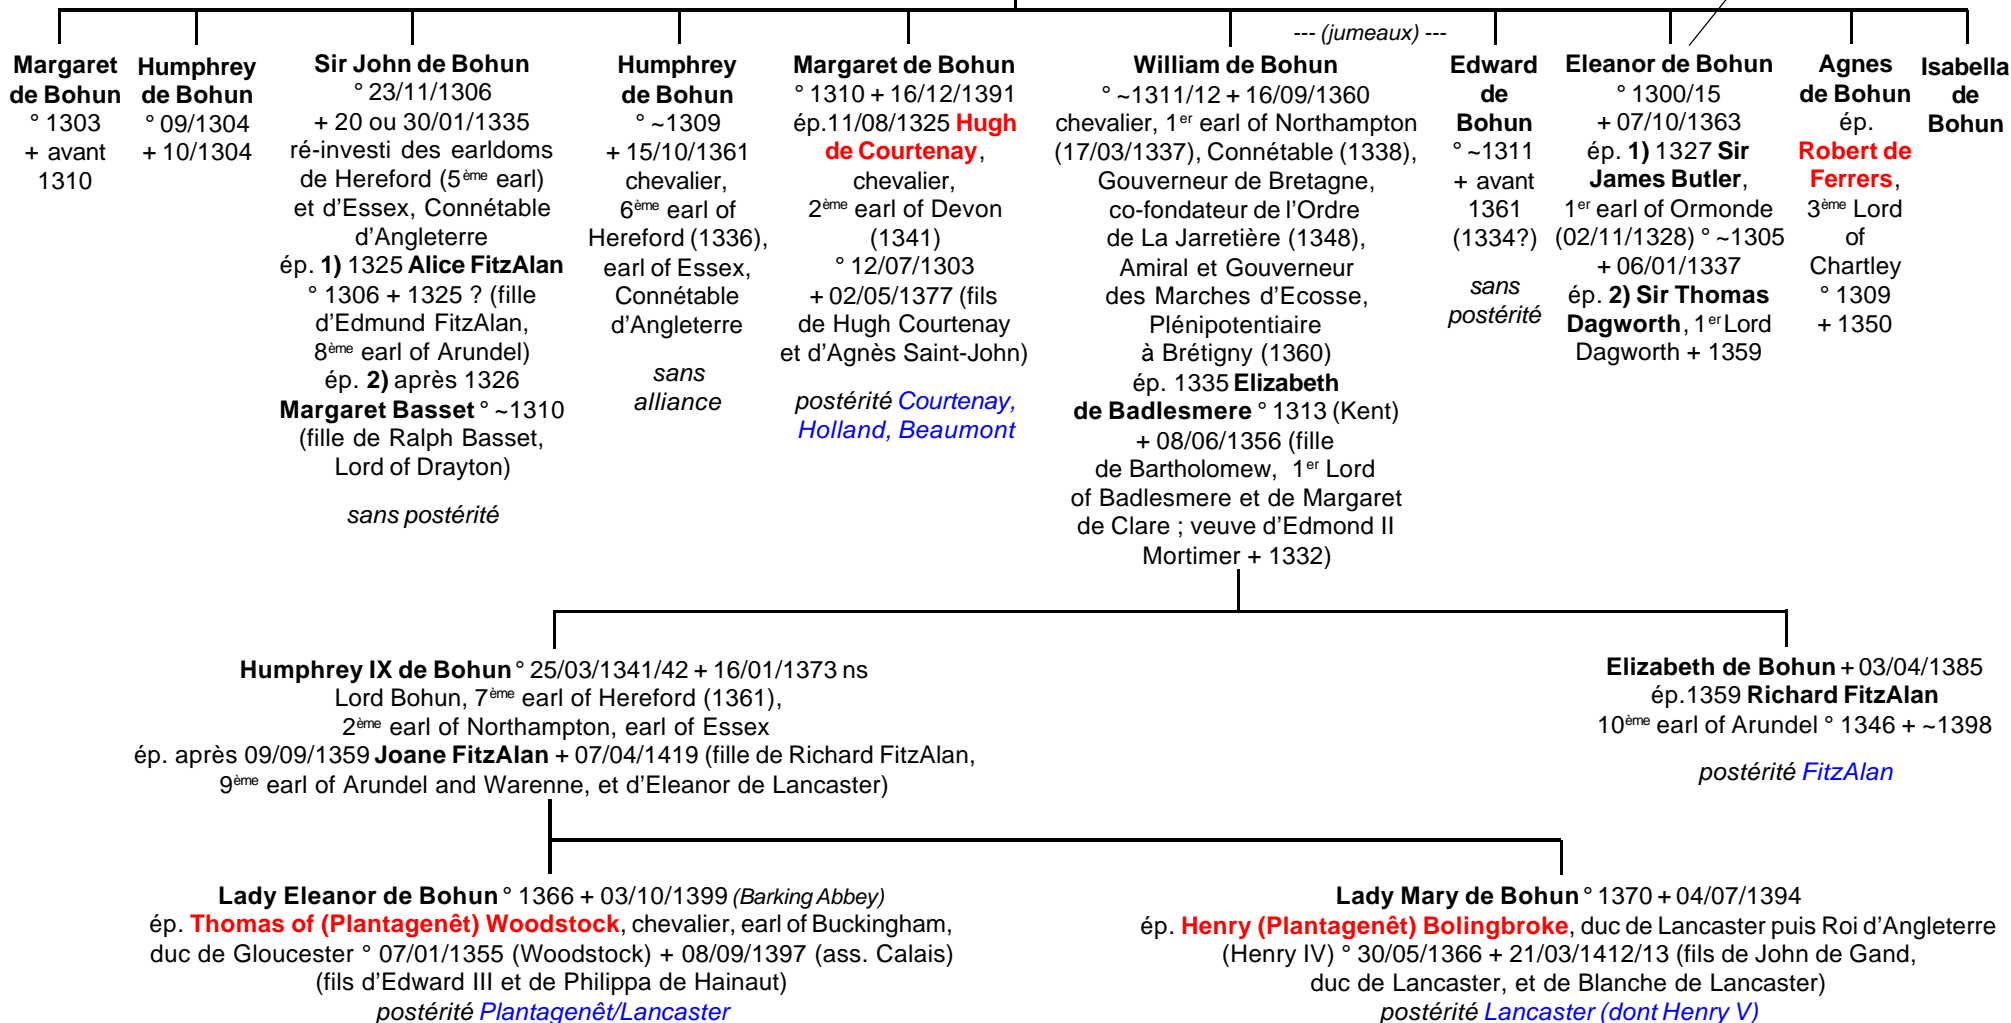 --- (jumeaux) ---
Margaret
de Bohun
° 1303
+ avant
1310
Humphrey
de Bohun
° 09/1304
+ 10/1304
Sir John de Bohun
° 23/11/1306
+ 20 ou 30/01/1335
ré-investi des earldoms
de Hereford (5ème earl)
et d'Essex, Connétable
d'Angleterre
ép. 1) 1325 Alice FitzAlan
° 1306 + 1325 ? (fille
d'Edmund FitzAlan,
8ème earl of Arundel)
ép. 2) après 1326
Margaret Basset ° ~1310
(fille de Ralph Basset,
Lord of Drayton)
sans postérité
Humphrey
de Bohun
° ~1309
+ 15/10/1361
chevalier,
6ème earl of
Hereford (1336),
earl of Essex,
Connétable
d'Angleterre
sans
alliance
Margaret de Bohun
° 1310 + 16/12/1391
ép.11/08/1325 Hugh
de Courtenay,
chevalier,
2ème earl of Devon
(1341)
° 12/07/1303
+ 02/05/1377 (fils
de Hugh Courtenay
et d'Agnès Saint-John)
postérité Courtenay,
Holland, Beaumont
William de Bohun
° ~1311/12 + 16/09/1360
chevalier, 1er earl of Northampton
(17/03/1337), Connétable (1338),
Gouverneur de Bretagne,
co-fondateur de l'Ordre
de La Jarretière (1348),
Amiral et Gouverneur
des Marches d'Ecosse,
Plénipotentiaire
à Brétigny (1360)
ép. 1335 Elizabeth
de Badlesmere ° 1313 (Kent)
+ 08/06/1356 (fille
de Bartholomew, 1er Lord
of Badlesmere et de Margaret
de Clare ; veuve d'Edmond II
Mortimer + 1332)
Edward
de
Bohun
° ~1311
+ avant
1361
(1334?)
sans
postérité
Eleanor de Bohun
° 1300/15
+ 07/10/1363
ép. 1) 1327 Sir
James Butler,
1er earl of Ormonde
(02/11/1328) ° ~1305
+ 06/01/1337
ép. 2) Sir Thomas
Dagworth, 1er Lord
Dagworth + 1359
Agnes
de Bohun
ép.
Robert de
Ferrers,
3ème Lord
of
Chartley
° 1309
+ 1350
Isabella
de
Bohun
Humphrey IX de Bohun ° 25/03/1341/42 + 16/01/1373 ns
Lord Bohun, 7ème earl of Hereford (1361),
2ème earl of Northampton, earl of Essex
ép. après 09/09/1359 Joane FitzAlan + 07/04/1419 (fille de Richard FitzAlan,
9ème earl of Arundel and Warenne, et d'Eleanor de Lancaster)
Elizabeth de Bohun + 03/04/1385
ép.1359 Richard FitzAlan
10ème earl of Arundel ° 1346 + ~1398
postérité FitzAlan
Lady Eleanor de Bohun ° 1366 + 03/10/1399 (Barking Abbey)
ép. Thomas of (Plantagenêt) Woodstock, chevalier, earl of Buckingham,
duc de Gloucester ° 07/01/1355 (Woodstock) + 08/09/1397 (ass. Calais)
(fils d'Edward III et de Philippa de Hainaut)
postérité Plantagenêt/Lancaster
Lady Mary de Bohun ° 1370 + 04/07/1394
ép. Henry (Plantagenêt) Bolingbroke, duc de Lancaster puis Roi d'Angleterre
(Henry IV) ° 30/05/1366 + 21/03/1412/13 (fils de John de Gand,
duc de Lancaster, et de Blanche de Lancaster)
postérité Lancaster (dont Henry V)